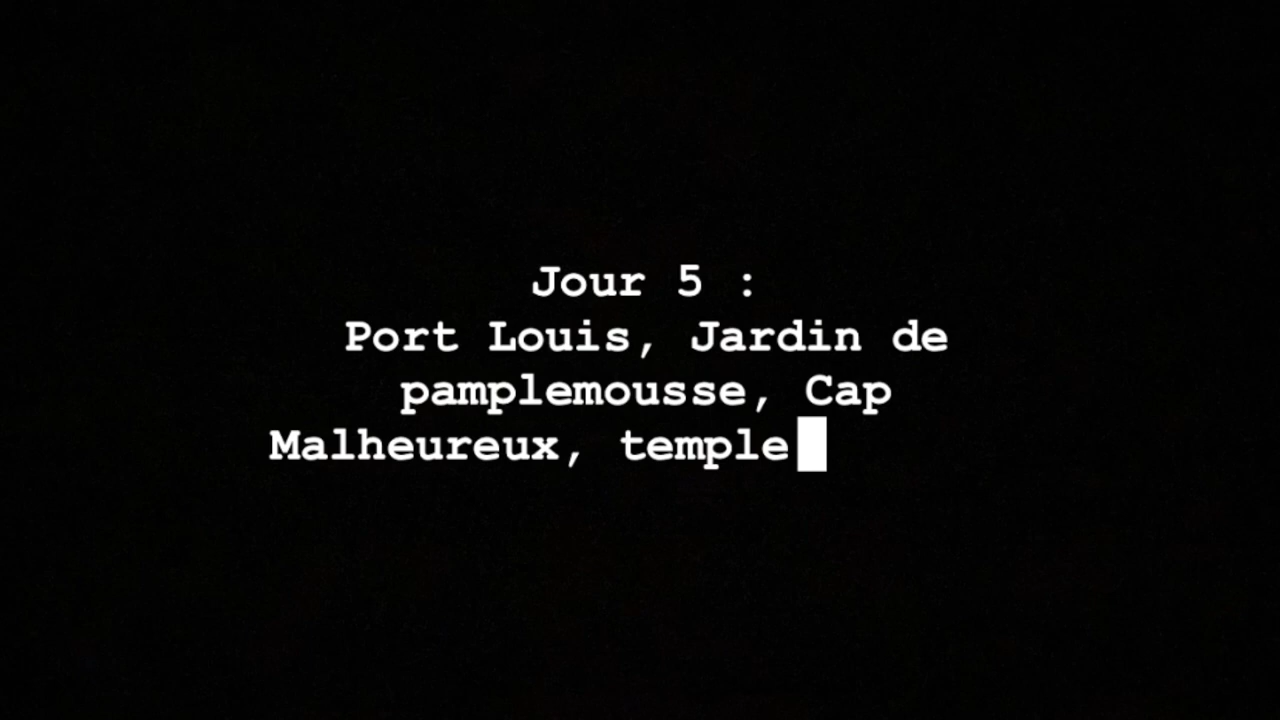 Jour 5 :
Port Louis, Jardin de
pamplemousse, Cap
Malheureux, temple